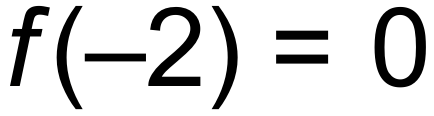 f(–2) = 0